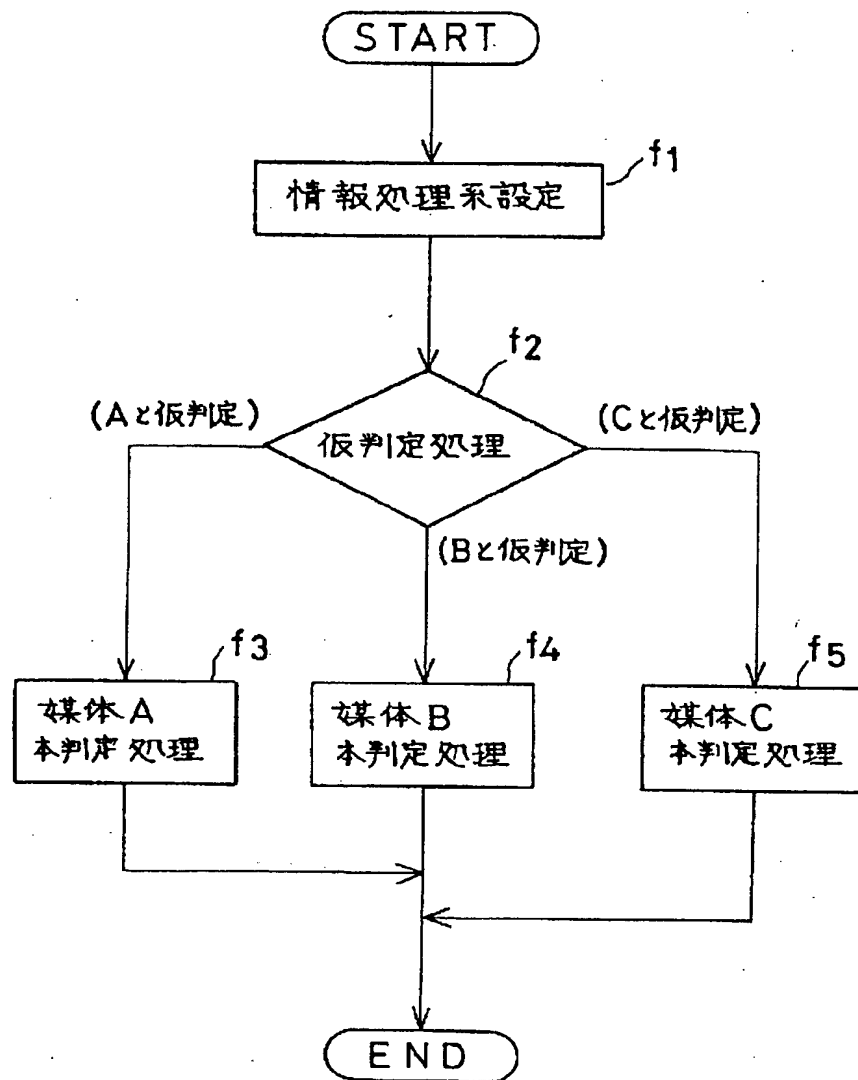 START
f1
情報処理系設定
f2
(Aと仮判定)
仮判定処理
(Cと仮判定)
(Bと仮判定)
f3
媒体A
本判定処理
f4
媒体B
本判定処理
f5
媒体C
本判定処理
END